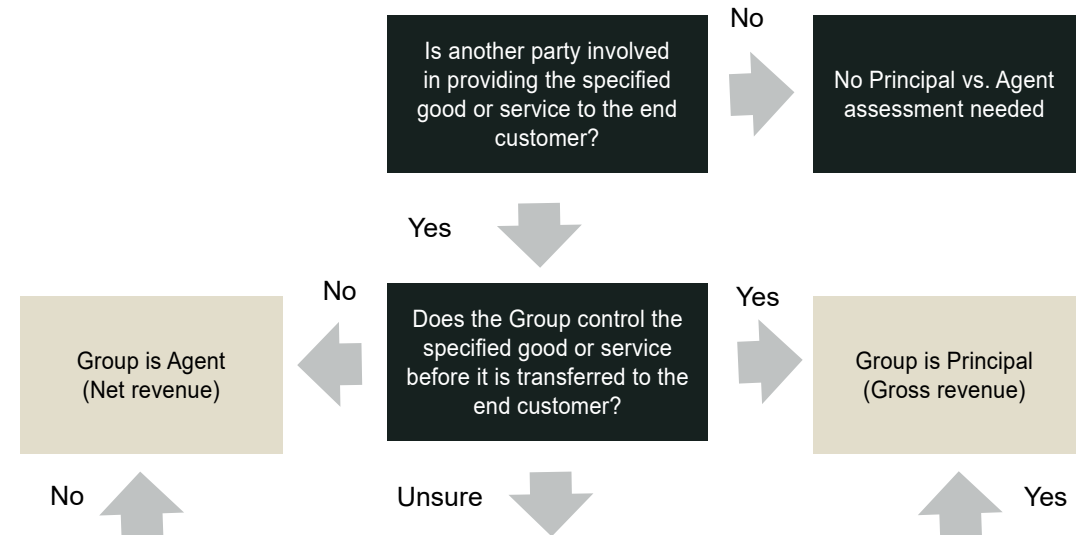 No
Is another party involved
in providing the specified
good or service to the end
customer?
No Principal vs. Agent
assessment needed
Yes
No
Does the Group control the
specified good or service
before it is transferred to the
end customer?
Yes
Group is Agent
(Net revenue)
Group is Principal
(Gross revenue)
No
Unsure
Yes